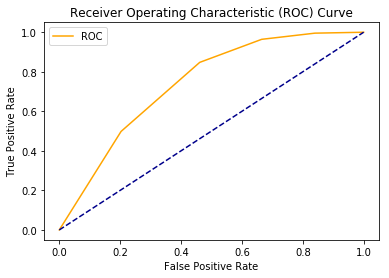 Receiver Operating Characteristic (ROC) Curve
ROC
True Positive Rate
1.0
0.8
0.6
0.4
0.2
0.0
0.0 0.2 0.4 0.6 0.8 1.0
False Positive Rate